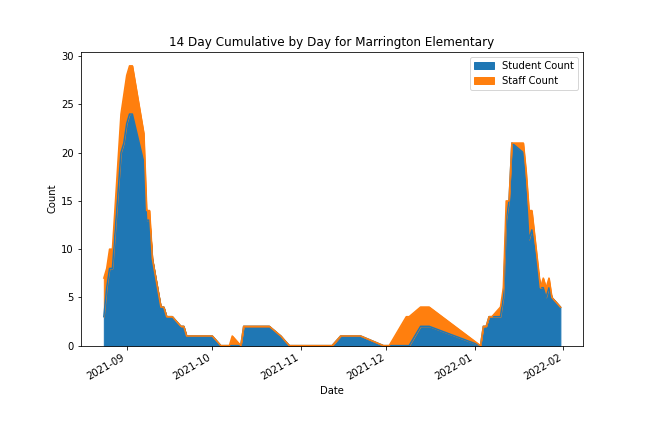 14 Day Cumulative by Day for Marrington Elementary
Student Count
Staff Count
30
25
20
15
10
5
0
Count
2021-09
2021-10
2021-11
2021-12
2022-01
2022-02
Date